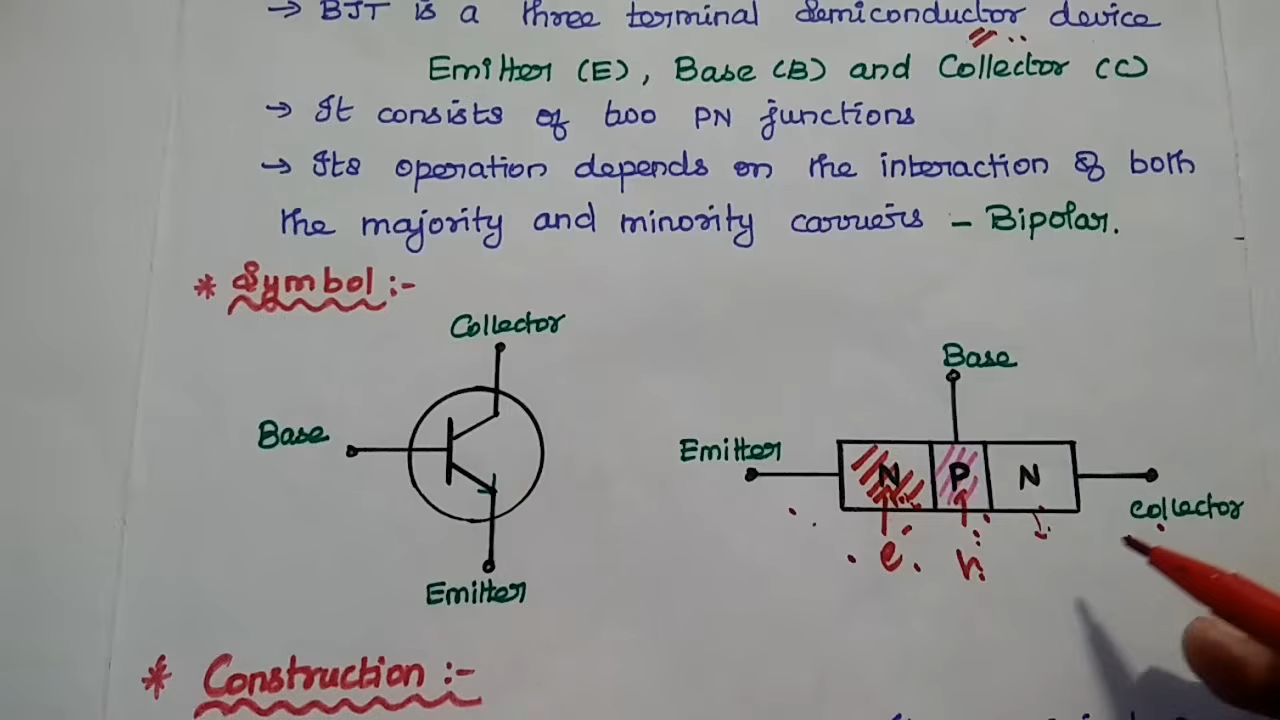 → BJT is a three terminal semiconductor device
Emitter (E), Base (B) and Collector (C)
→ It consists of two PN junctions
→ Its operation depends on the interaction of both
the majority and minority carriers - Bipolar.
* Symbol :-
Collector
Base
Emitter
Base
Emitter
N P N
Collector
e h
* Construction :-